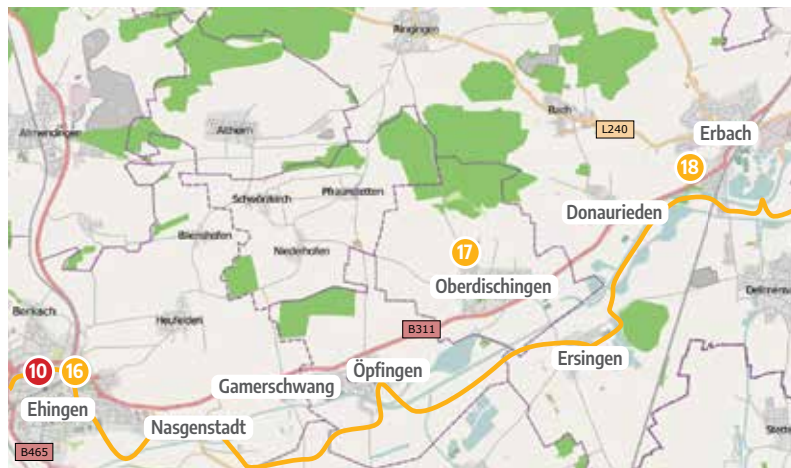 Ringingen
Allmendingen
Altheim
Bach
L240
Erbach
18
Schwörzkirch
Pfraunstetten
Donaurieden
Blienshofen
Niederhofen
17
Oberdischingen
Berkach
Heufelden
B311
Ersingen
10
16
Öpfingen
Gamerschwang
Ehingen
Nasgenstadt
B465